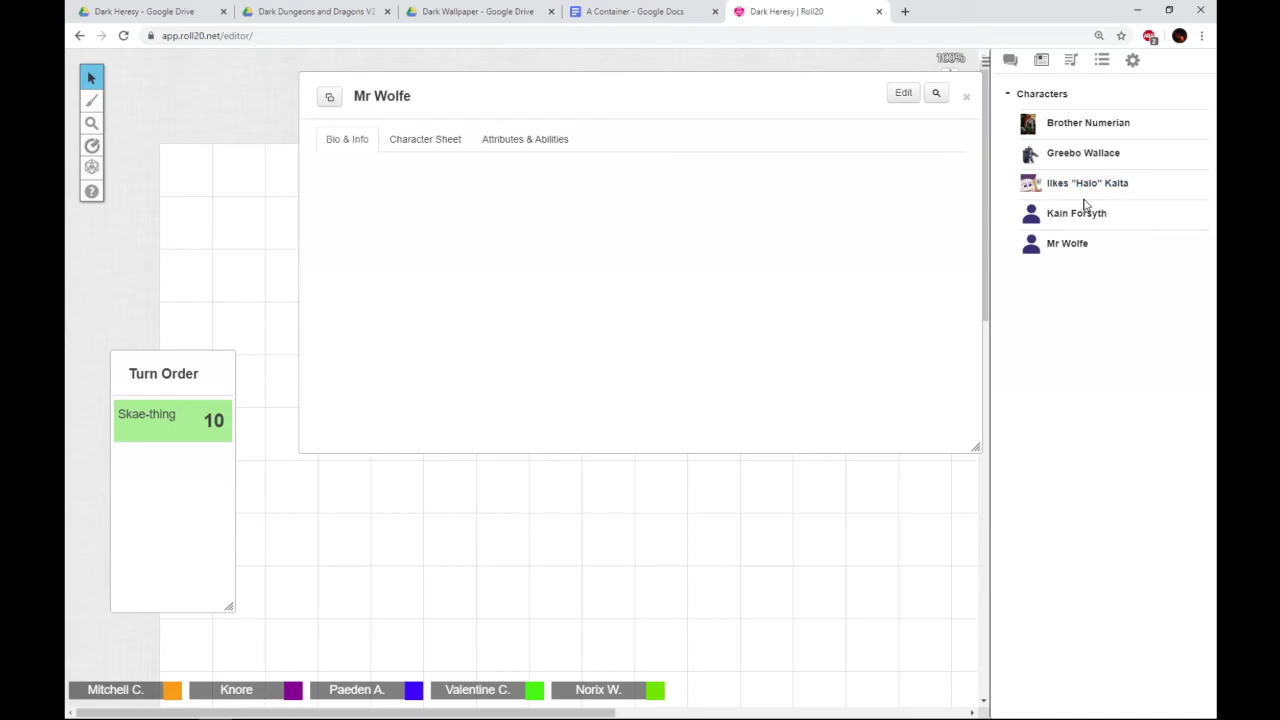 Dark Heresy - Google Drive
Dark Dungeons and Dragons V2
Dark Wallpaper - Google Drive
A Container - Google Docs
Dark Heresy | Roll20
app.roll20.net/editor/
2
100%
Mr Wolfe
Edit
Bio & Info
Character Sheet
Attributes & Abilities
Characters
Brother Numerian
Greebo Wallace
Ilkes "Halo" Kalta
Kain Forsyth
Mr Wolfe
Turn Order
Skae-thing 10
Mitchell C.
Knore
Paeden A.
Valentine C.
Norix W.